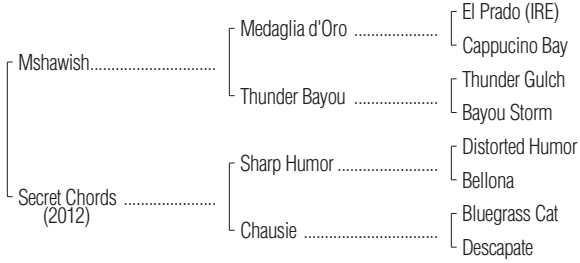 El Prado (IRE)
Medaglia d'Oro ....................
Cappucino Bay
Mshawish..............................
Thunder Gulch
Thunder Bayou ....................
Bayou Storm
Distorted Humor
Sharp Humor ........................
Bellona
Secret Chords ......................
(2012)
Bluegrass Cat
Chausie ................................
Descapate